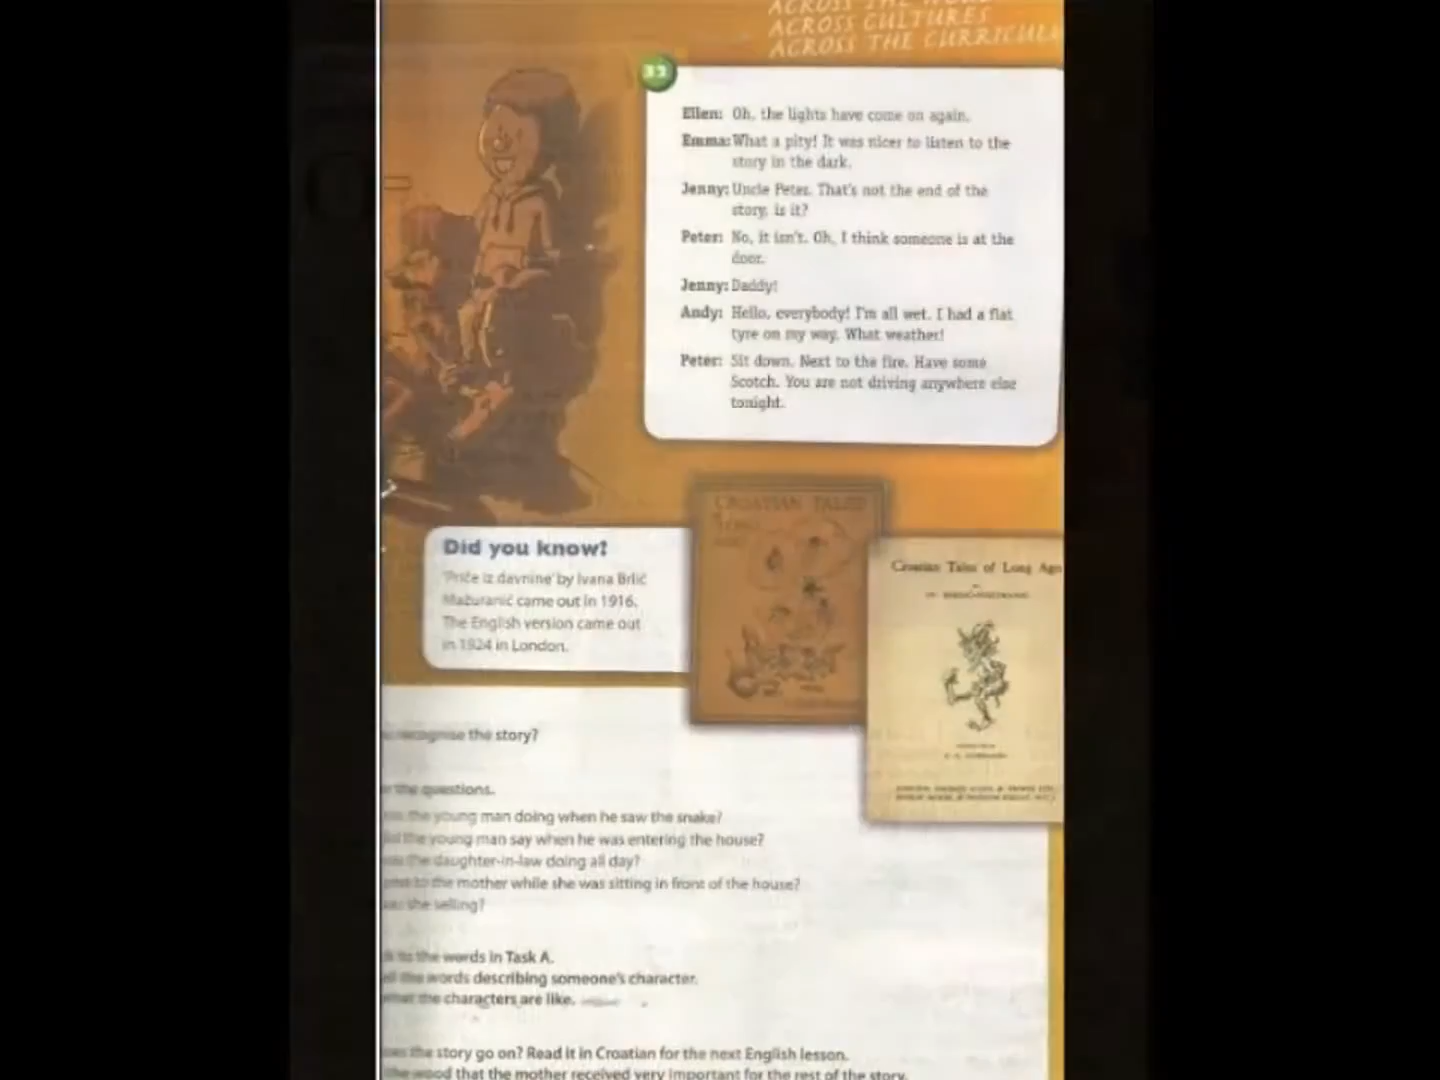 ACROSS THE
ACROSS CULTURES
ACROSS THE CURRICULU
32
Ellen: Oh, the lights have come on again.
Emma: What a pity! It was nicer to listen to the
story in the dark.
Jenny: Uncle Peter. That's not the end of the
story, is it?
Peter: No, it isn't. Oh, I think someone is at the
door.
Jenny: Daddy!
Andy: Hello, everybody! I'm all wet. I had a flat
tyre on my way. What weather!
Peter: Sit down. Next to the fire. Have some
Scotch. You are not driving anywhere else
tonight.
CROATIAN TALES
Did you know?
'Priče iz davnine' by Ivana Brlić
Mažuranić came out in 1916.
The English version came out
in 1924 in London.
Croatian Tales of Long Ago
recognise the story?
the questions.
the young man doing when he saw the snake?
the young man say when he was entering the house?
the daughter-in-law doing all day?
to the mother while she was sitting in front of the house?
she selling?
the words in Task A.
the words describing someone's character.
the characters are like.
the story go on? Read it in Croatian for the next English lesson.
the wood that the mother received very important for the rest of the story.